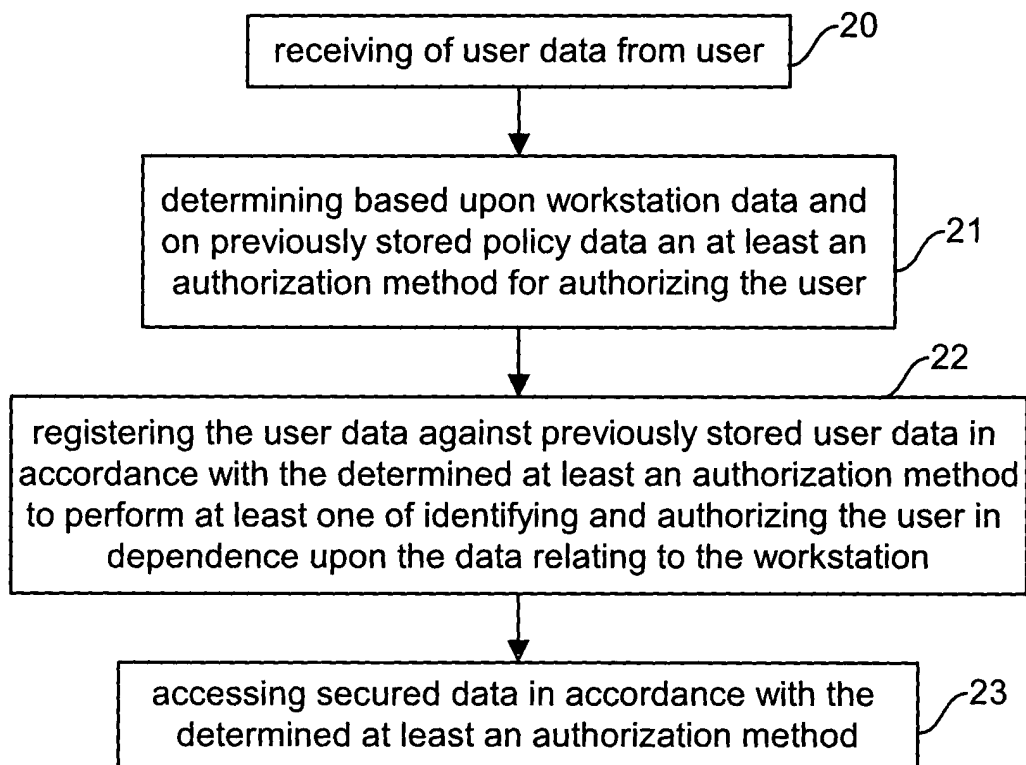 receiving of user data from user
20
determining based upon workstation data and
on previously stored policy data an at least an
authorization method for authorizing the user
21
22
registering the user data against previously stored user data in
accordance with the determined at least an authorization method
to perform at least one of identifying and authorizing the user in
dependence upon the data relating to the workstation
accessing secured data in accordance with the
determined at least an authorization method
23